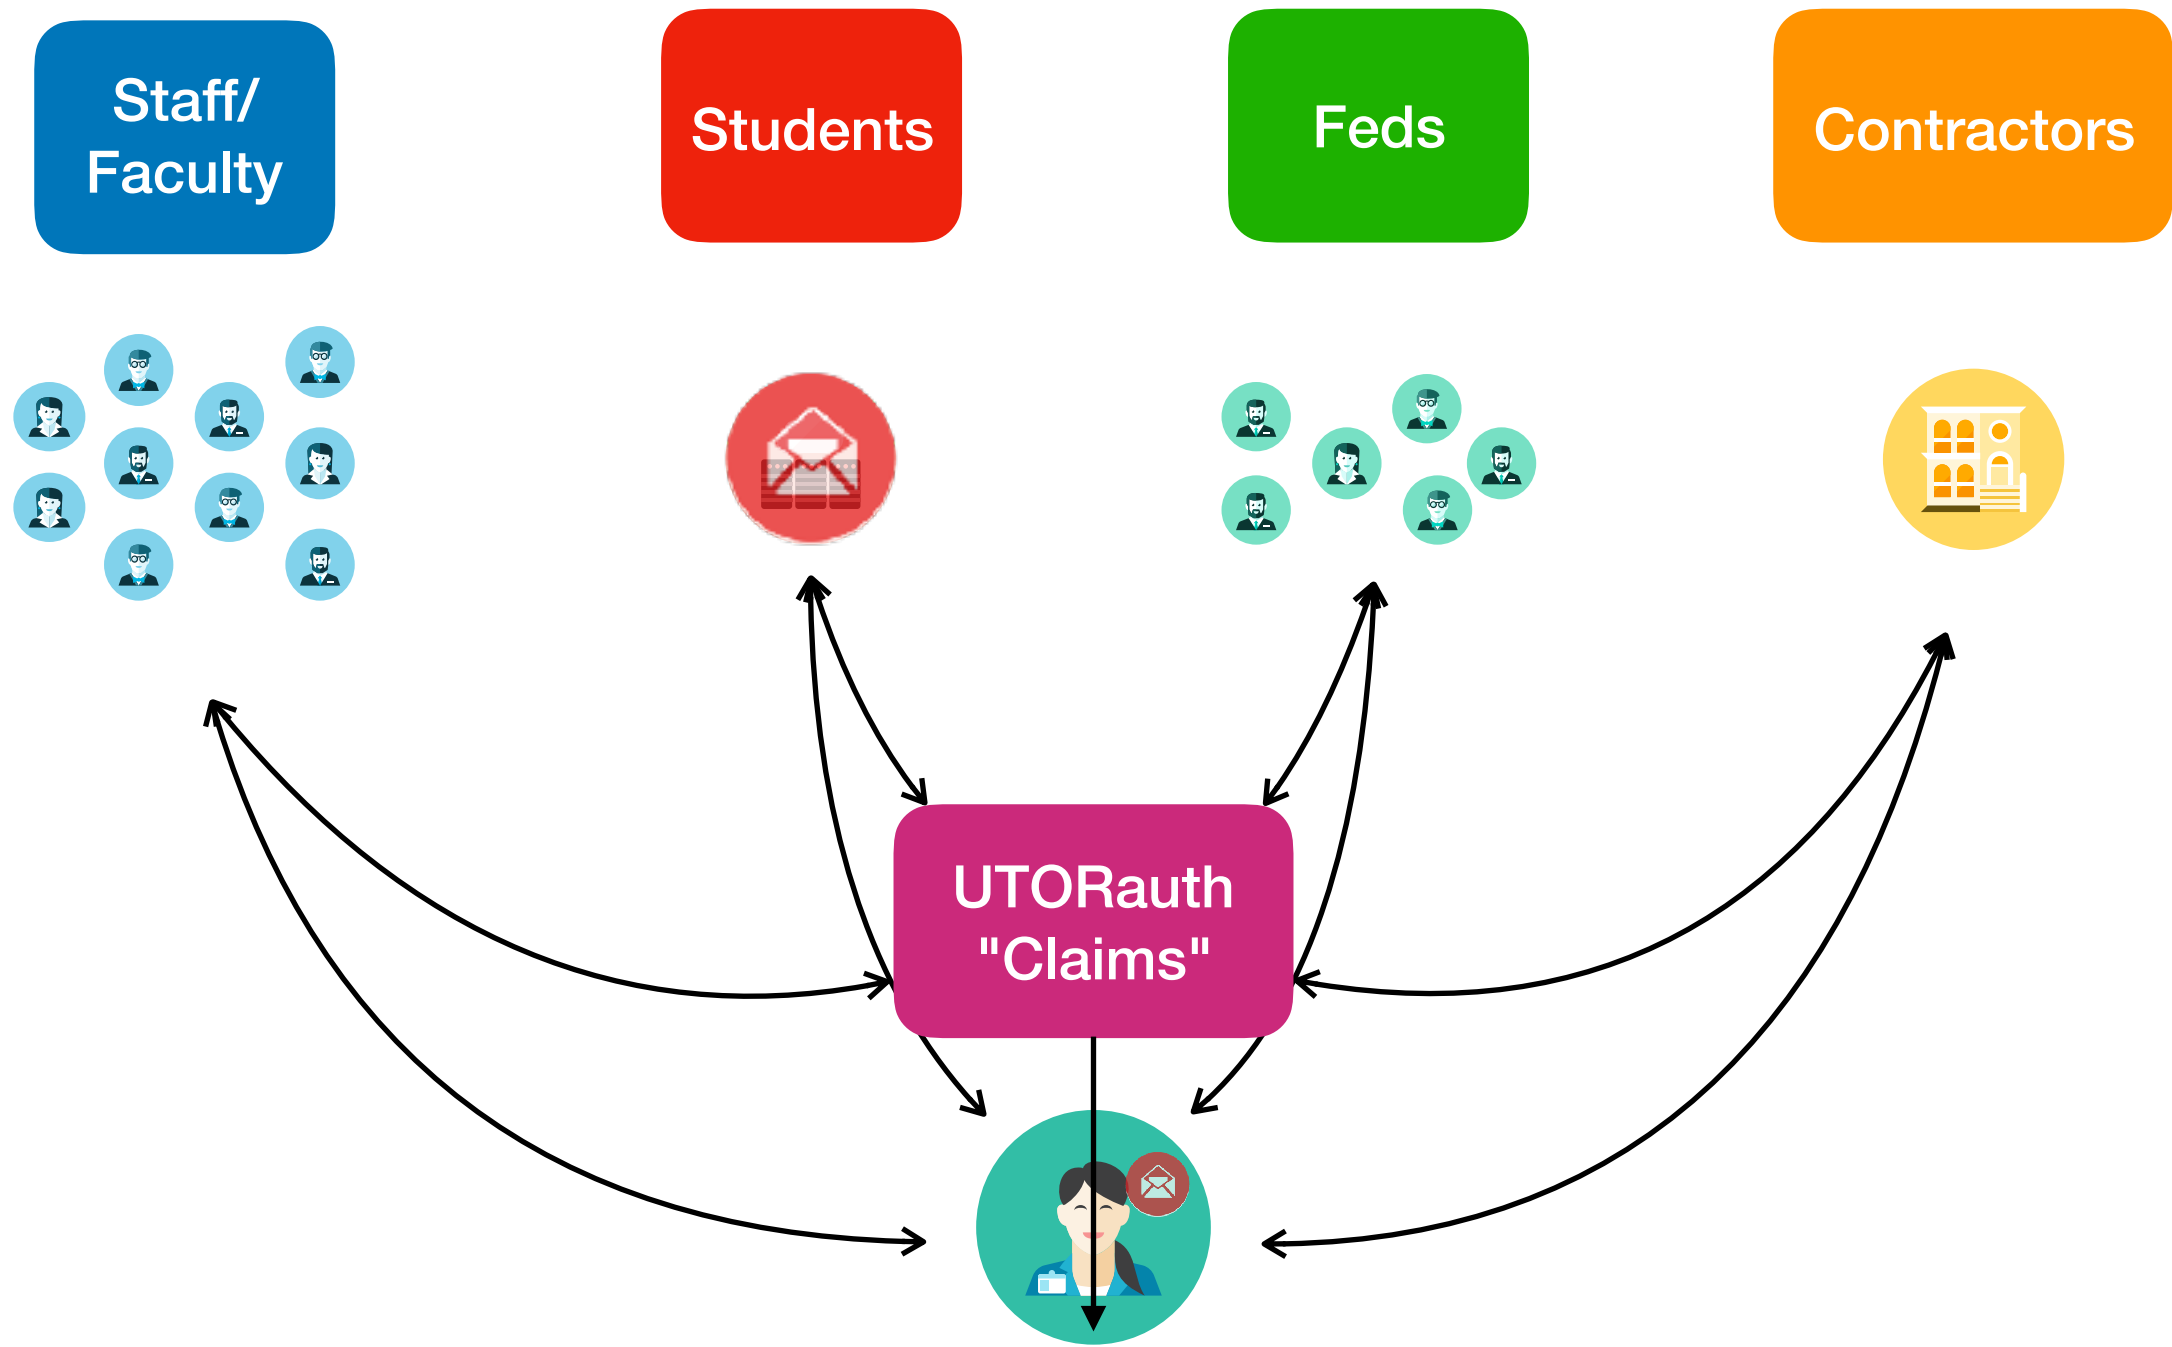 Staff/
Faculty
Students
Feds
Contractors
UTORauth
"Claims"